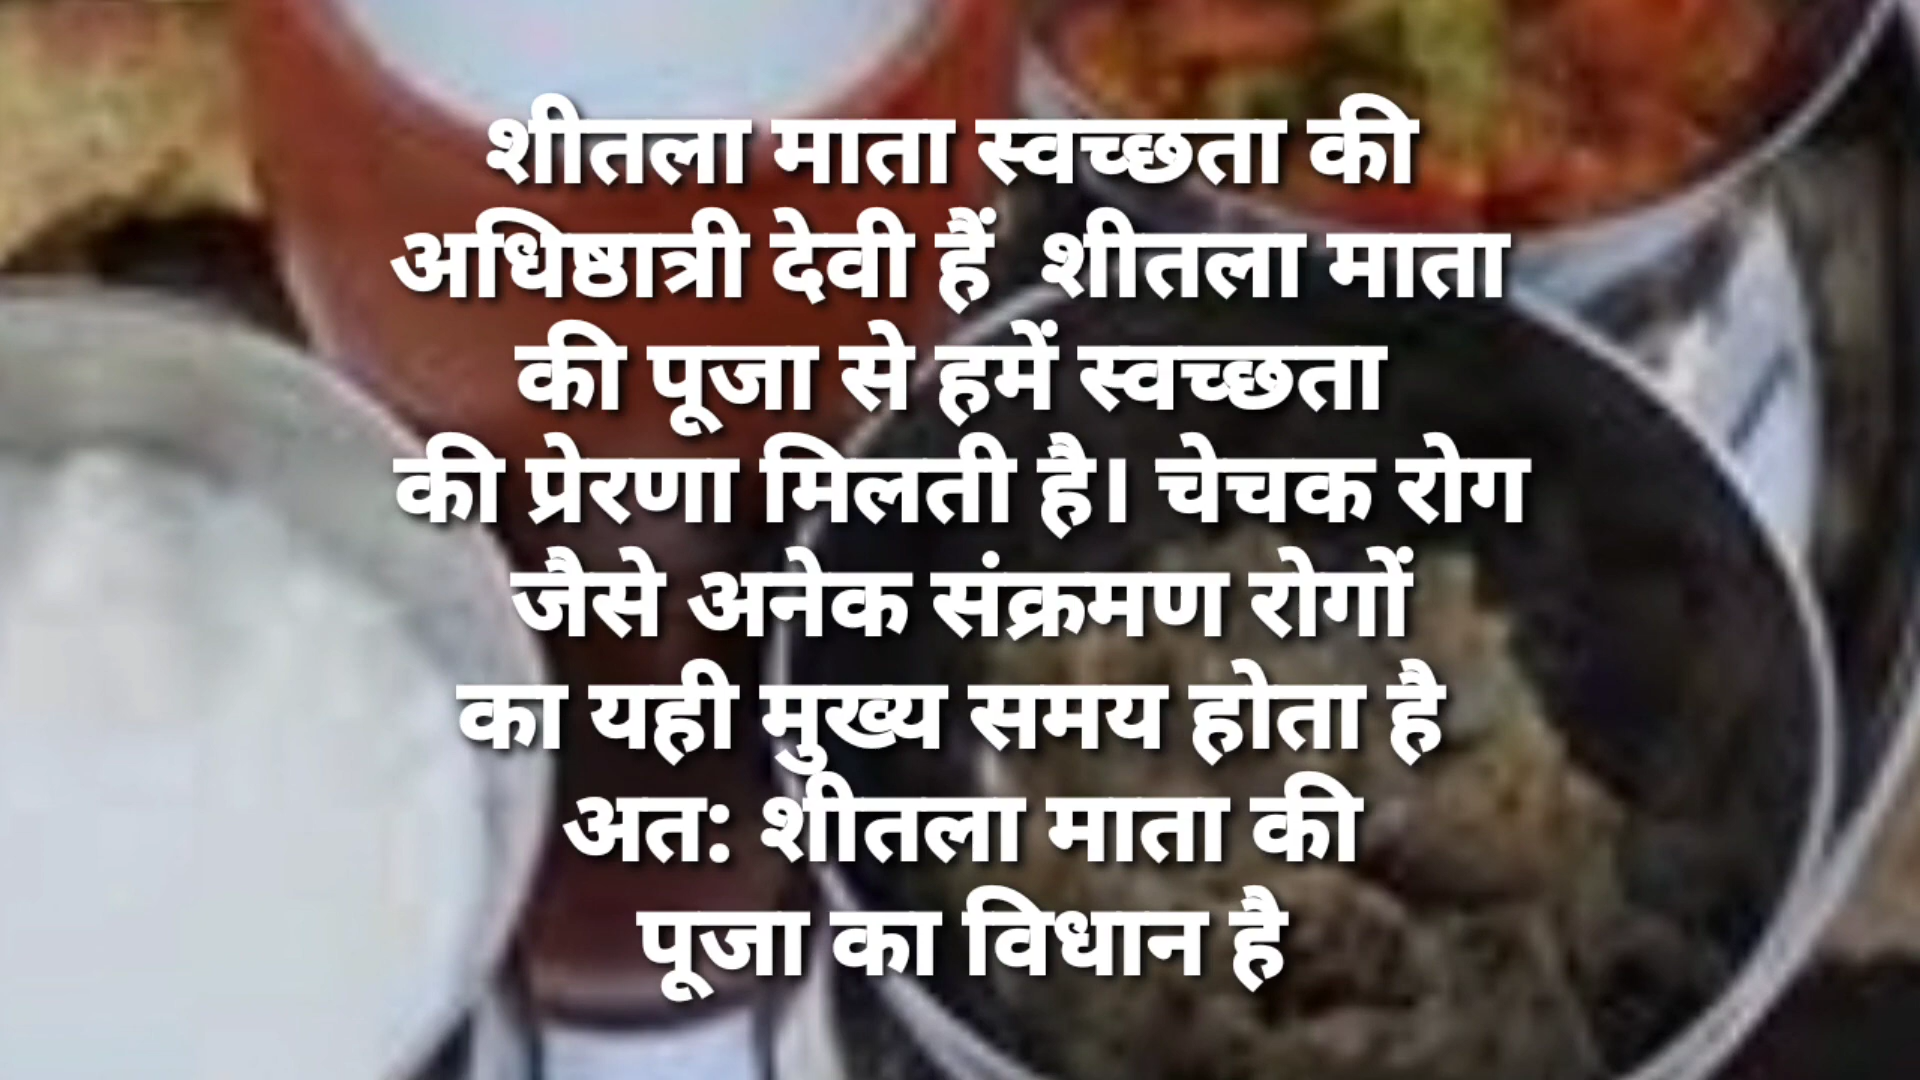 शीतला माता स्वच्छता की
अधिष्ठात्री देवी हैं  शीतला माता
की पूजा से हमें स्वच्छता
की प्रेरणा मिलती है। चेचक रोग
जैसे अनेक संक्रमण रोगों
का यही मुख्य समय होता है
अत: शीतला माता की
पूजा का विधान है